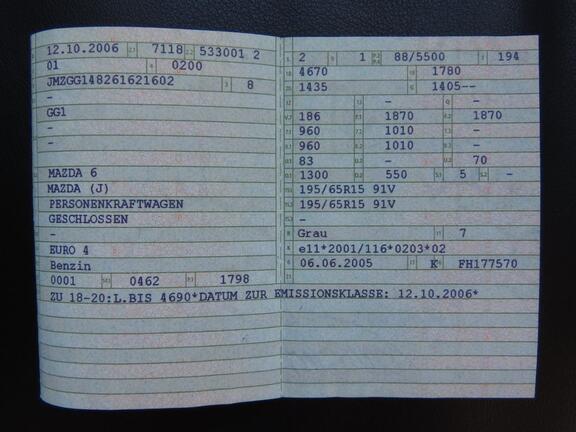 12.10.2006 7118 533001 2
01 0200
JMZGG148261621602 8
-
GG1
-
-
MAZDA 6
MAZDA (J)
PERSONENKRAFTWAGEN
GESCHLOSSEN
-
EURO 4
Benzin
0001 0462 1798
ZU 18-20:L.BIS 4690*DATUM ZUR EMISSIONSKLASSE: 12.10.2006*
2 1 88/5500 194
4670 1780
1435 1405--
- -
186 1870 1870
960 1010 -
960 1010 -
83 - 70
1300 550 5 -
195/65R15 91V
195/65R15 91V
-
Grau 7
e11*2001/116*0203*02
06.06.2005 K FH177570